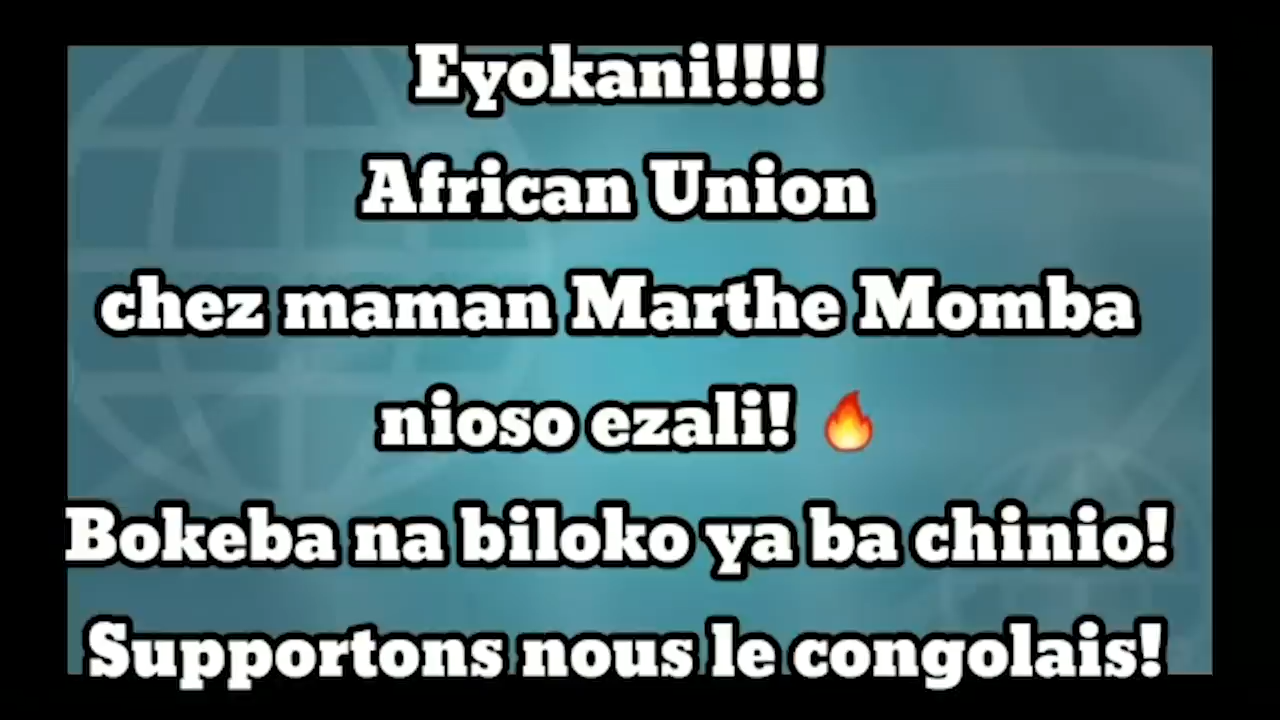 Eyokani!!!!
African Union
chez maman Marthe Momba
nioso ezali! 🔥
Bokeba na biloko ya ba chinio!
Supportons nous le congolais!